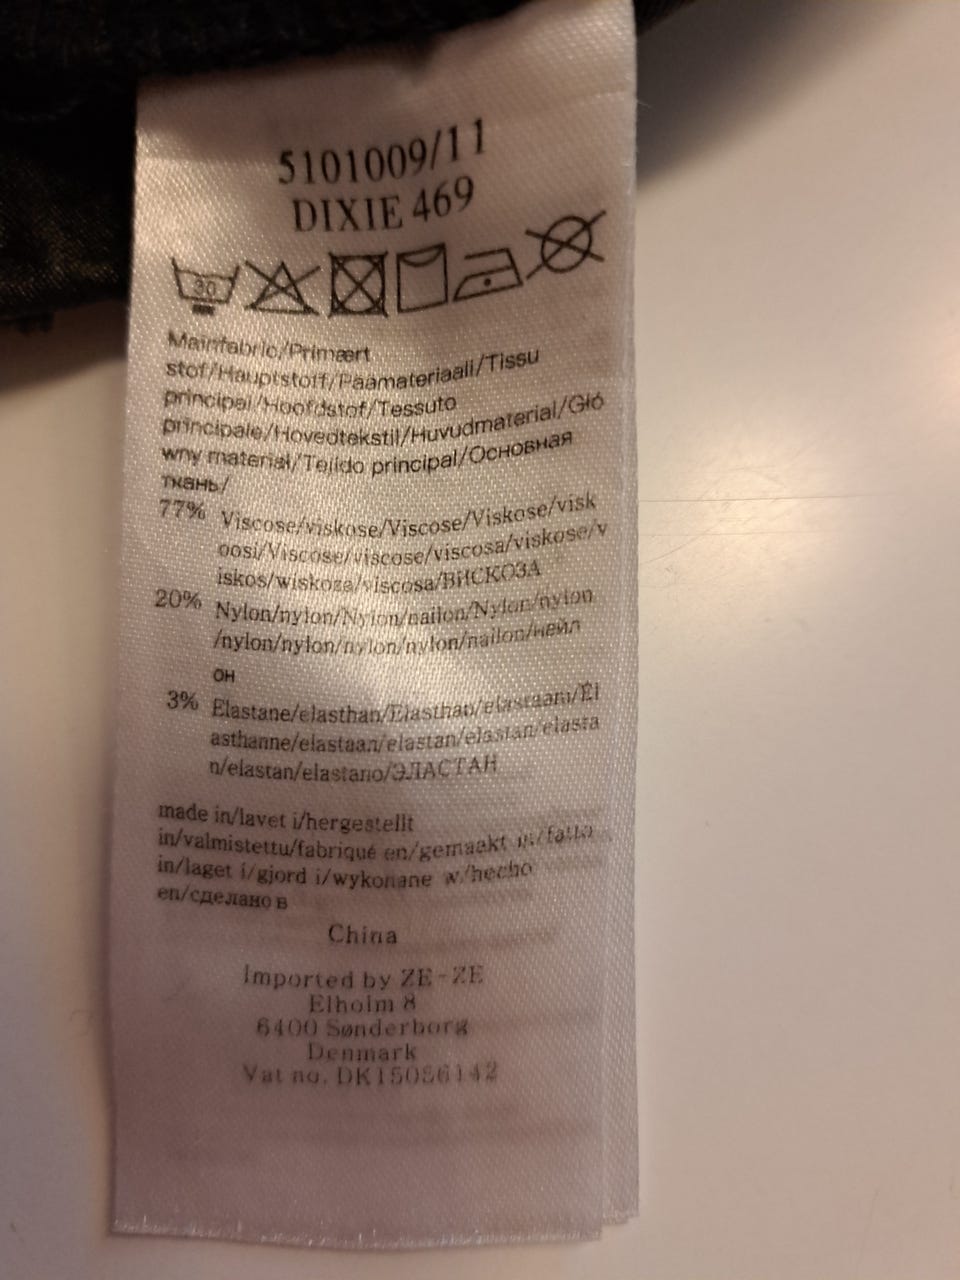 5101009/11
DIXIE 469
30
Mainfabric/Primært
stof/Hauptstoff/Päämateriaali/Tissu
principal/Hoofdstof/Tessuto
principale/Hovedtekstil/Huvudmaterial/Głó
wny materiał/Tejido principal/Основная
ткань/
77% Viscose/viskose/Viscose/Viskose/visk
oosi/Viscose/viscose/viscosa/viskose/v
iskos/wiskoza/viscosa/ВИСКОЗА
20% Nylon/nylon/Nylon/nailon/Nylon/nylon
/nylon/nylon/nylon/nylon/nailon/нейл
он
3% Elastane/elasthan/Elasthan/elastaani/Él
asthanne/elastaan/elastan/elastan/elasta
n/elastan/elastano/ЭЛАСТАН
made in/lavet i/hergestellt
in/valmistettu/fabriqué en/gemaakt in/fatto
in/laget i/gjord i/wykonane w/hecho
en/сделано в
China
Imported by ZE-ZE
Elholm 8
6400 Sønderborg
Denmark
Vat no. DK15056142